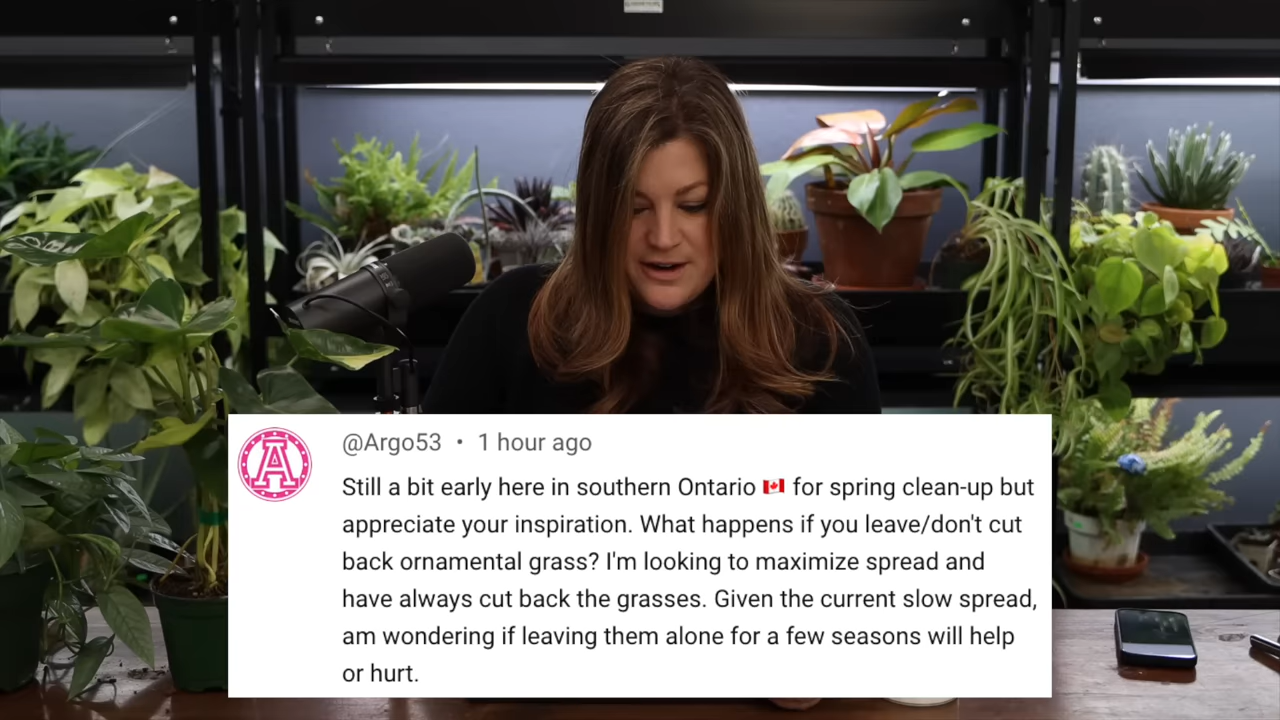 @Argo53 • 1 hour ago
Still a bit early here in southern Ontario 🇨🇦 for spring clean-up but
appreciate your inspiration. What happens if you leave/don't cut
back ornamental grass? I'm looking to maximize spread and
have always cut back the grasses. Given the current slow spread,
am wondering if leaving them alone for a few seasons will help
or hurt.
A